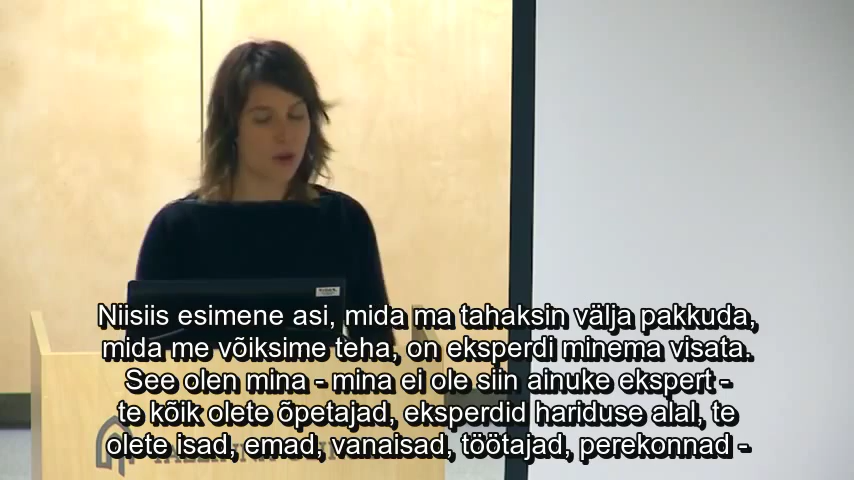 Niisiis esimene asi, mida ma tahaksin välja pakkuda,
mida me võiksime teha, on eksperdi minema visata.
See olen mina - mina ei ole siin ainuke ekspert -
te kõik olete õpetajad, eksperdid hariduse alal, te
olete isad, emad, vanaisad, töötajad, perekonnad -